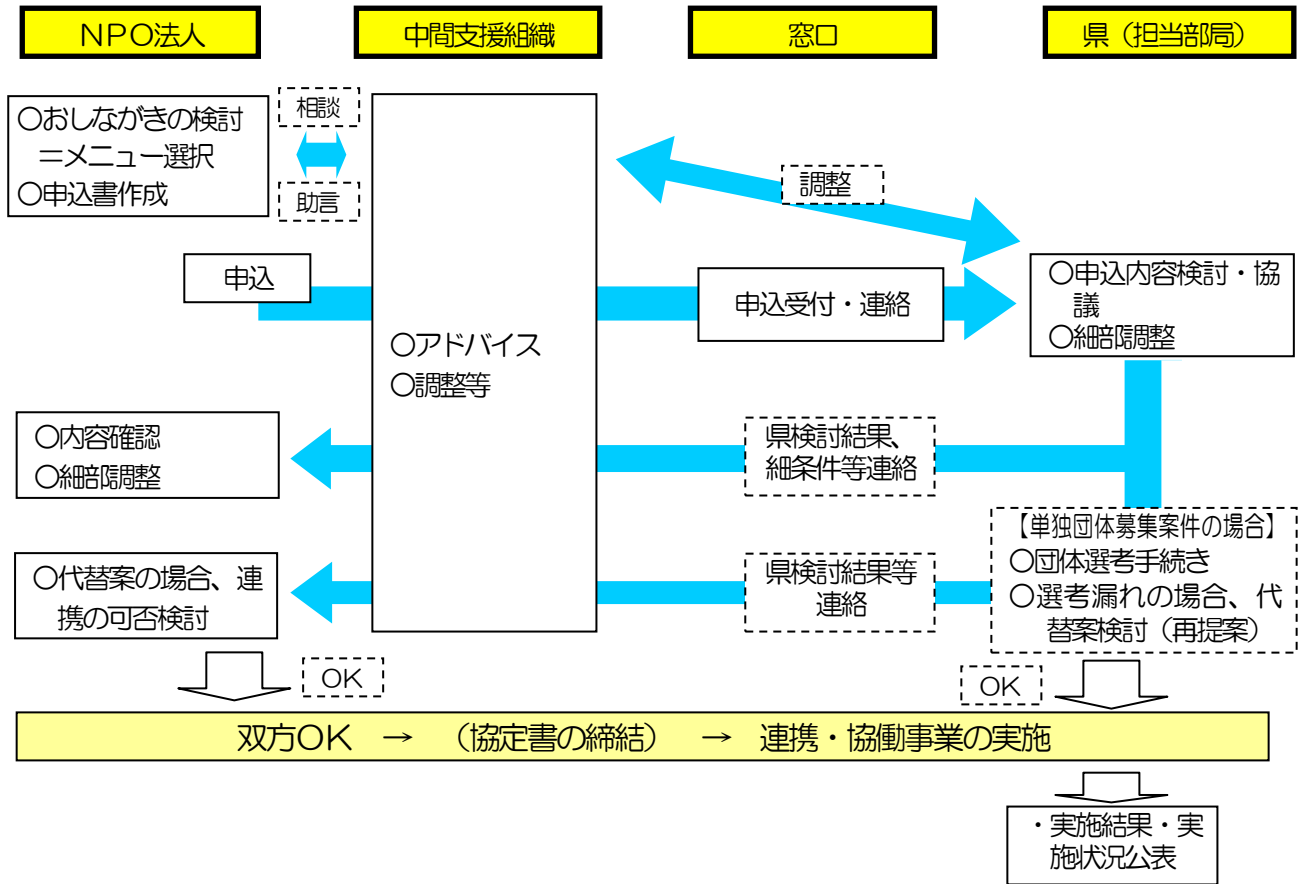 NPO法人
中間支援組織
窓口
県（担当部局）
○おしながきの検討
＝メニュー選択
○申込書作成
相談
助言
調整
申込
○アドバイス
○調整等
申込受付・連絡
○申込内容検討・協
議
○細部調整
○内容確認
○細部調整
県検討結果、
細条件等連絡
【単独団体募集案件の場合】
○団体選考手続き
○選考漏れの場合、代
替案検討（再提案）
○代替案の場合、連
携の可否検討
県検討結果等
連絡
OK
OK
双方OK → （協定書の締結） → 連携・協働事業の実施
・実施結果・実
施状況公表